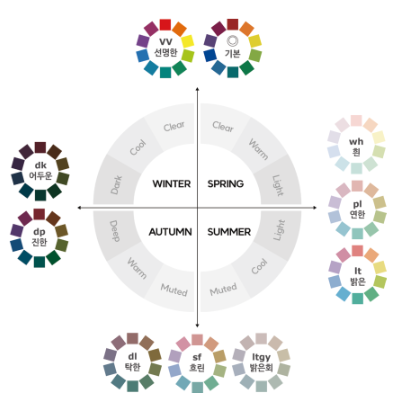 VV
선명한
기본
Clear
Clear
Cool
Warm
Dark
Light
WINTER
SPRING
AUTUMN
SUMMER
Deep
Light
Warm
Cool
Muted
Muted
dk
어두운
dp
진한
wh
흰
pl
연한
lt
밝은
dl
탁한
sf
흐린
ltgy
밝은회